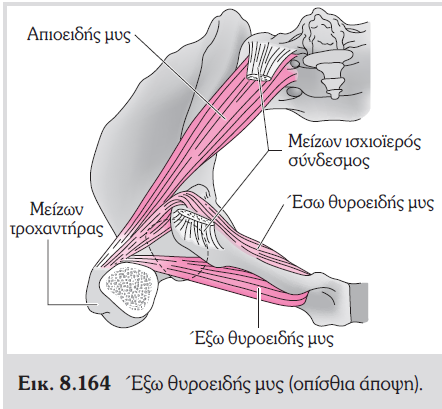 Απιοειδής μυς
Μείζων ισχιοϊερός
σύνδεσμος
Έσω θυροειδής μυς
Μείζων
τροχαντήρας
Έξω θυροειδής μυς
Εικ. 8.164 Έξω θυροειδής μυς (οπίσθια άποψη).